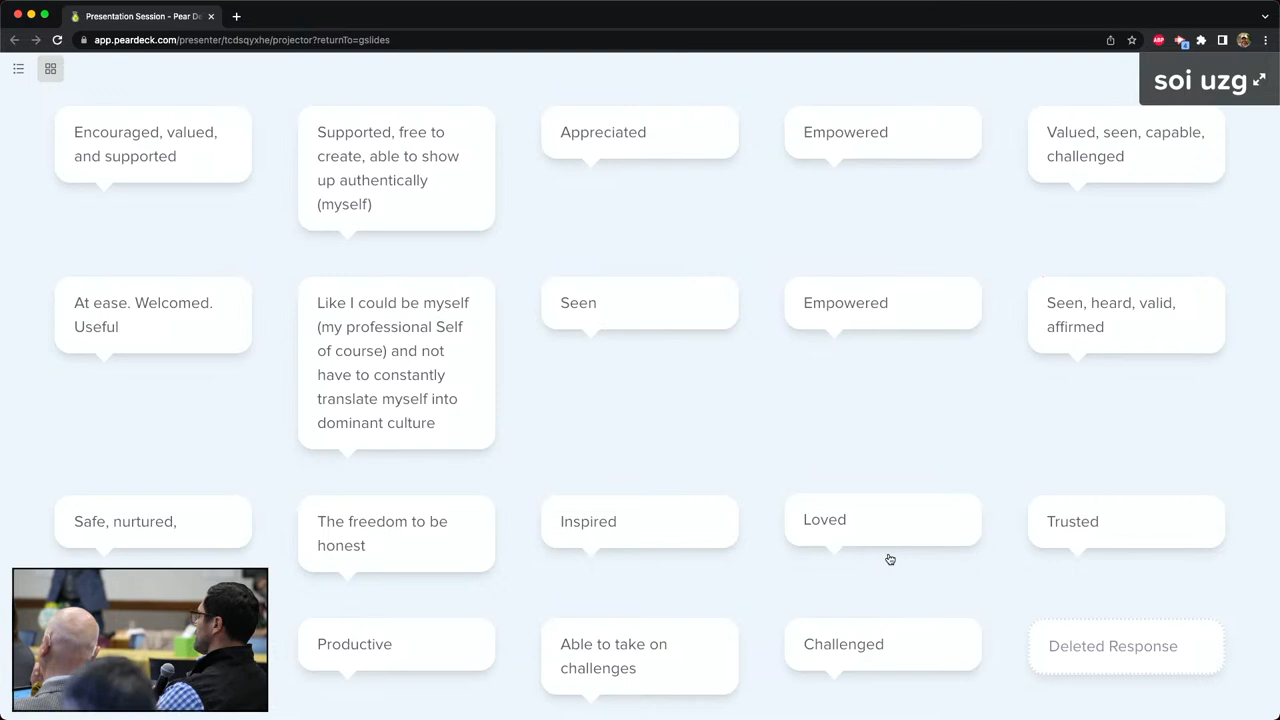 Presentation Session - Pear De
app.peardeck.com/presenter/tcdsqyxhe/projector?returnTo=gslides
ABP
4
soi uzg
Encouraged, valued,
and supported
Supported, free to
create, able to show
up authentically
(myself)
Appreciated
Empowered
Valued, seen, capable,
challenged
At ease. Welcomed.
Useful
Like I could be myself
(my professional Self
of course) and not
have to constantly
translate myself into
dominant culture
Seen
Empowered
Seen, heard, valid,
affirmed
Safe, nurtured,
The freedom to be
honest
Inspired
Loved
Trusted
Productive
Able to take on
challenges
Challenged
Deleted Response